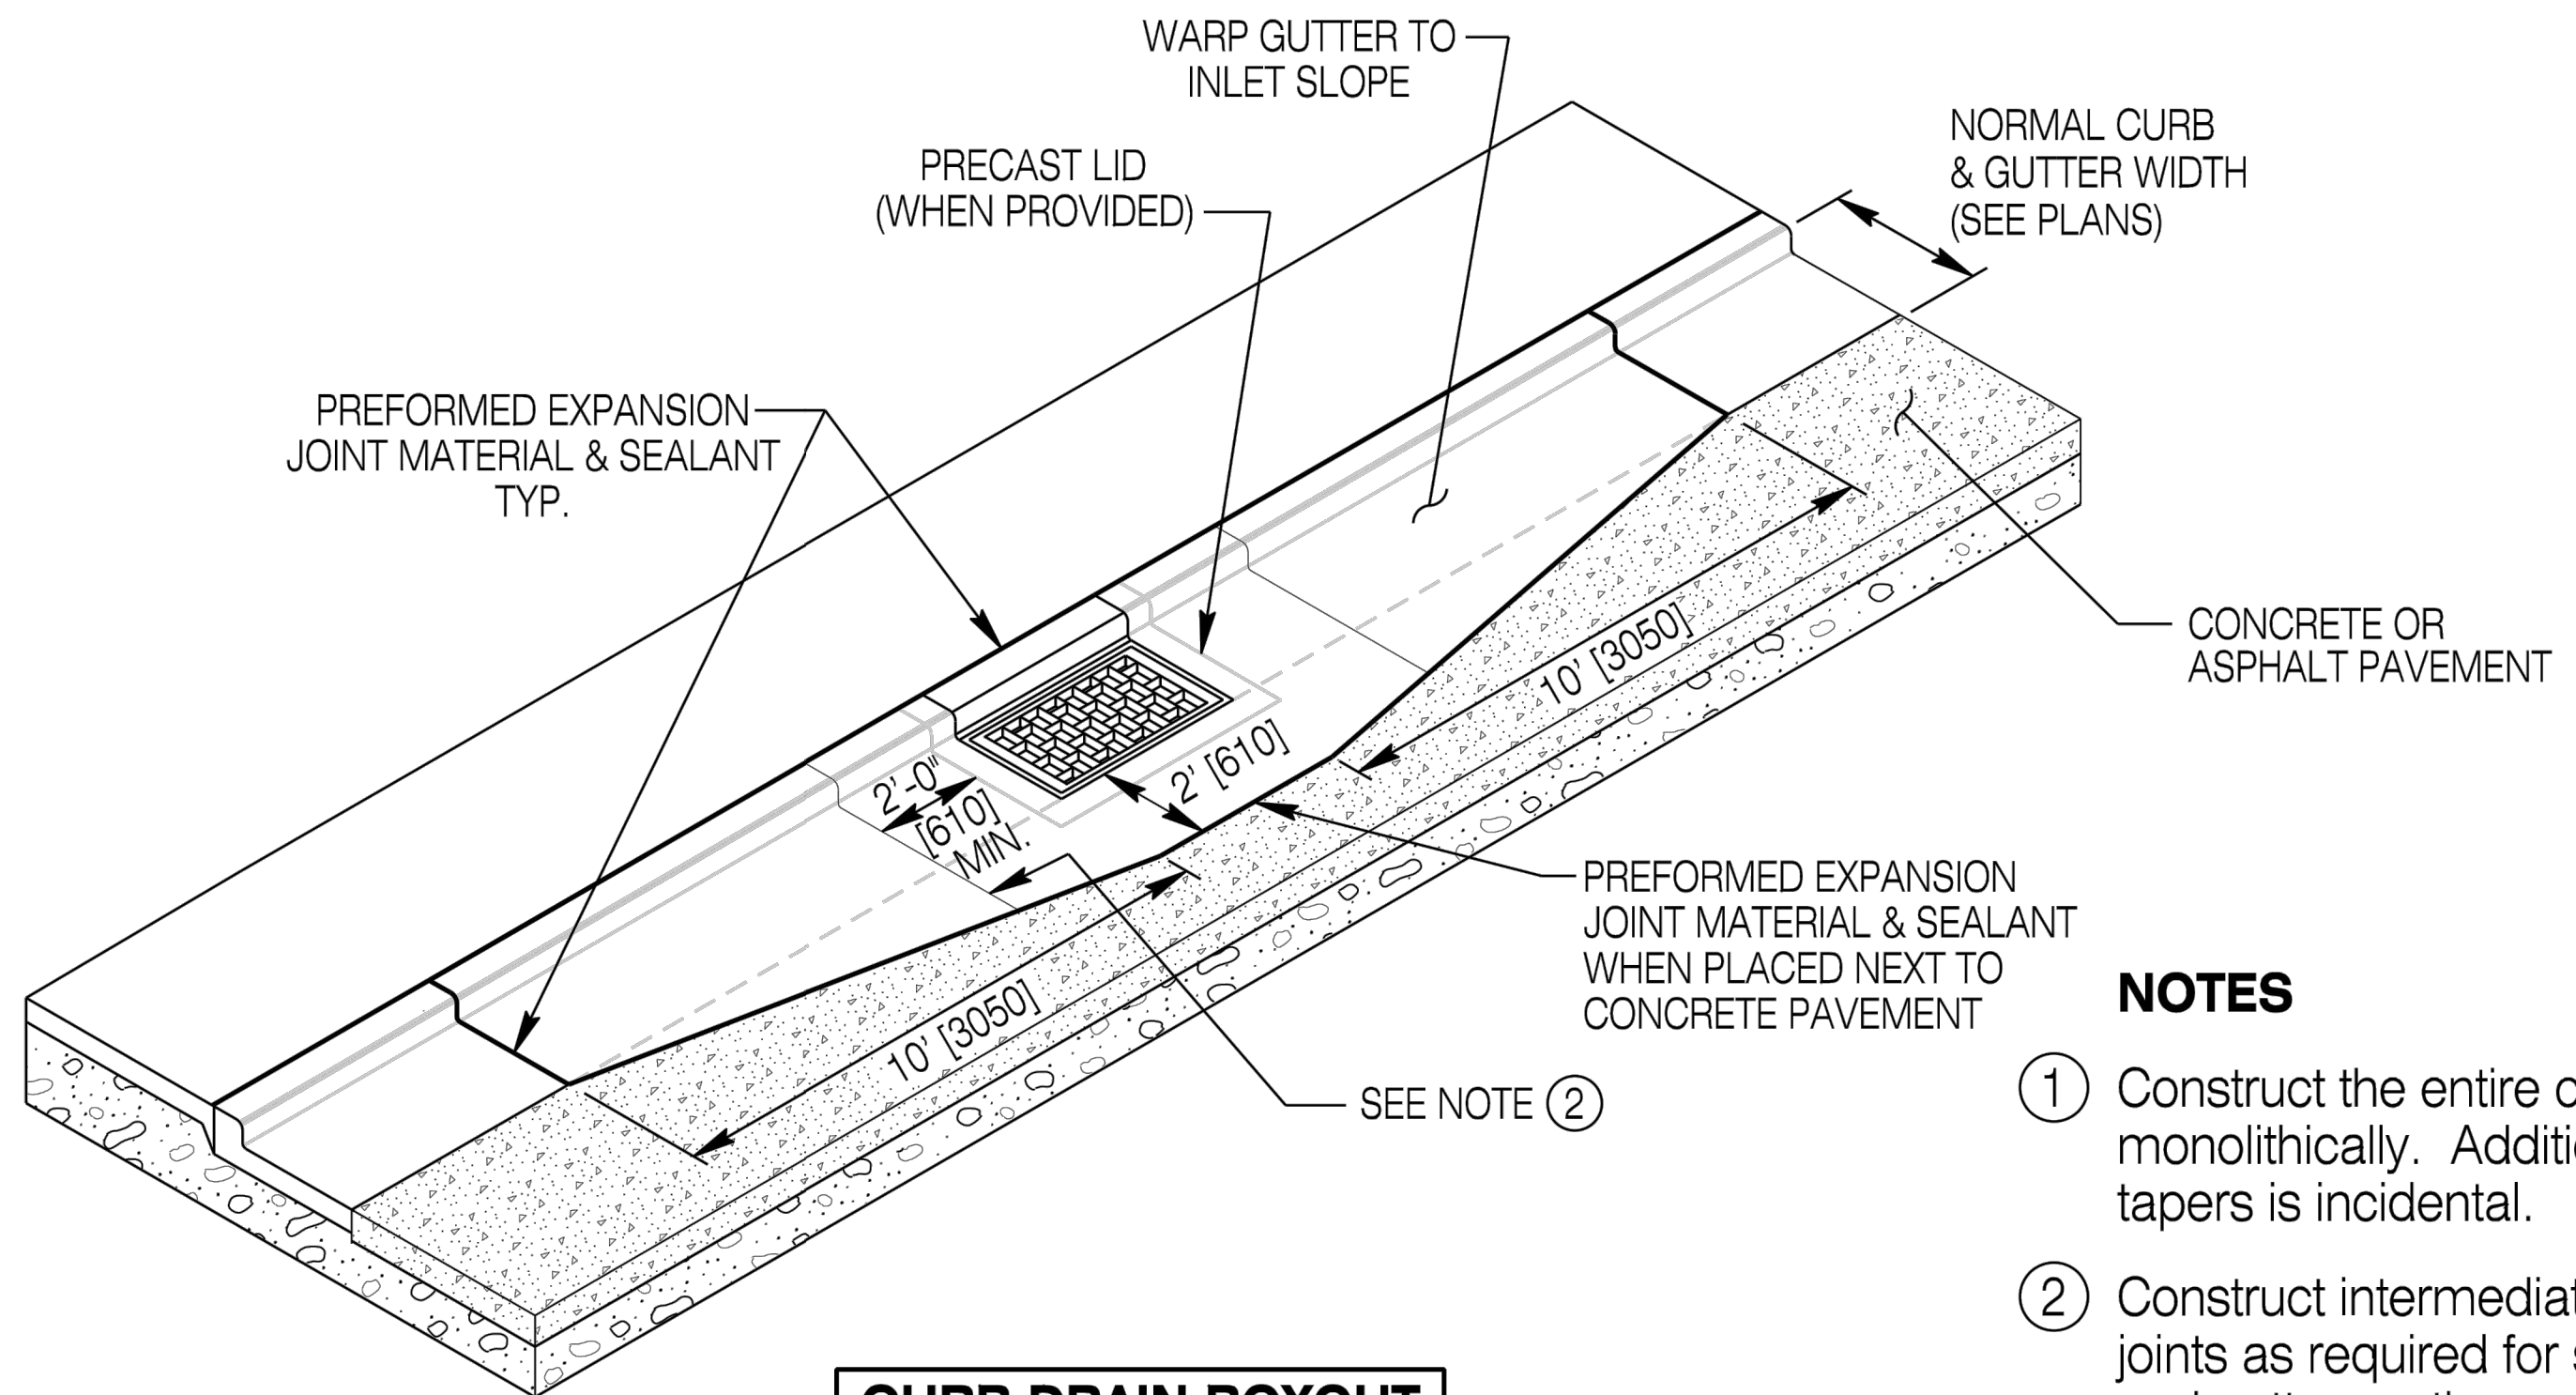 WARP GUTTER TO
INLET SLOPE
PRECAST LID
(WHEN PROVIDED)
NORMAL CURB
& GUTTER WIDTH
(SEE PLANS)
PREFORMED EXPANSION
JOINT MATERIAL & SEALANT
TYP.
CONCRETE OR
ASPHALT PAVEMENT
10' [3050]
2' [610]
2'-0"
[610]
MIN.
PREFORMED EXPANSION
JOINT MATERIAL & SEALANT
WHEN PLACED NEXT TO
CONCRETE PAVEMENT
10' [3050]
SEE NOTE 2
NOTES
1 Construct the entire
monolithically.
tapers is incidental.
2 Construct
joints as required for
CURB DRAIN BOXOUT